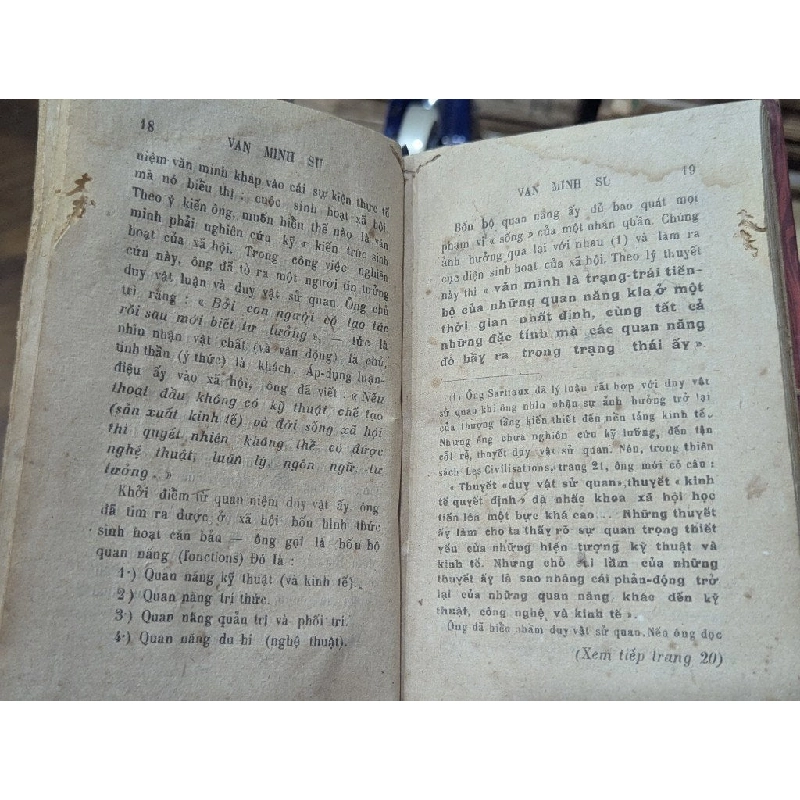 18
VĂN MINH SỬ
niệm văn minh khắp vào cái sự kiện thực tế
mà nó biểu thị : cuộc sinh hoạt xã hội.
Theo ý kiến ông, muốn biểu thế nào là văn
minh phải nghiên cứu kỹ « kiến trúc sinh
hoạt của xã hội. Trong công việc nghiên
cứu này, ông đã tỏ ra một người tin tưởng
duy vật luận và duy vật sử quan Ông chủ
trì rằng : « Bởi con người có tạo tác
rồi sau mới biết tư tưởng », — tức là
nhìn nhận vật chất (và vận động) là chủ,
tinh thần (ý thức) là khách. Áp-dụng luận-
điệu ấy vào xã hội, ông đã viết . « Nếu
thoạt đầu không có kỹ thuật, chế tạo
(sản xuất kinh tế) và đời sống xã hội
thì quyết nhiên không thể có được
nghệ thuật, luân lý, ngôn ngữ tư
tưởng. »
Khởi điểm từ quan niệm duy vật ấy, ông
đã tìm ra được ở xã hội bốn hình thức
sinh hoạt căn bản — ông gọi là bốn bộ
quan năng (fonctions) Đó là :
1·) Quan năng kỹ thuật (và kinh tế).
2 ) Quan năng tri thức.
3·) Quan năng quản trị và phối trí.
4·) Quan năng du hí (nghệ thuật).
VĂN MINH SỬ
19
Bốn bộ quan năng ấy đủ bao quát mọi
phạm vi « sống » của một nhân quần. Chúng
ảnh hưởng qua lại với nhau (1) và làm ra
cục diện sinh hoạt của xã hội. Theo lý thuyết
này thì « văn minh là trạng-trái tiến-
bộ của những quan năng kia ở một
thời gian nhất định, cùng tất cả
những đặc tính mà các quan năng
đó bầy ra trong trạng thái ấy ».
(1) Ông Sartiaux đã lý luận rất hợp với duy vật
sử quan khi ông nhìu nhận sự ảnh hưởng trở lại
của thượng tầng kiến thiết đến nền tảng kinh tế.
Nhưng ông chưa nghiên cứu kỹ lưỡng, đến tận
cỗi rễ, thuyết duy vật sử quan. Nên, trong thiên
sách Les Civilisations, trang 21, ông mới có câu :
« Thuyết «duy vật sử quan»,thuyết « kinh
tế quyết định » đã nhắc khoa xã hội học
tiến lên một bực khá cao... Những thuyết
ấy làm cho ta thấy rõ sự quan trọng thiết
yếu của những hiện tượng kỹ thuật và
kinh tế. Nhưng chỗ sai lầm của những
thuyết ấy là sao nhãng cái phản-động trở
lại của những quan năng, khác đến kỹ
thuật, công nghệ, và kinh tế ».
Ông đã hiểu nhầm duy vật sử quan. Nếu ông đọc
(Xem tiếp trang 20)